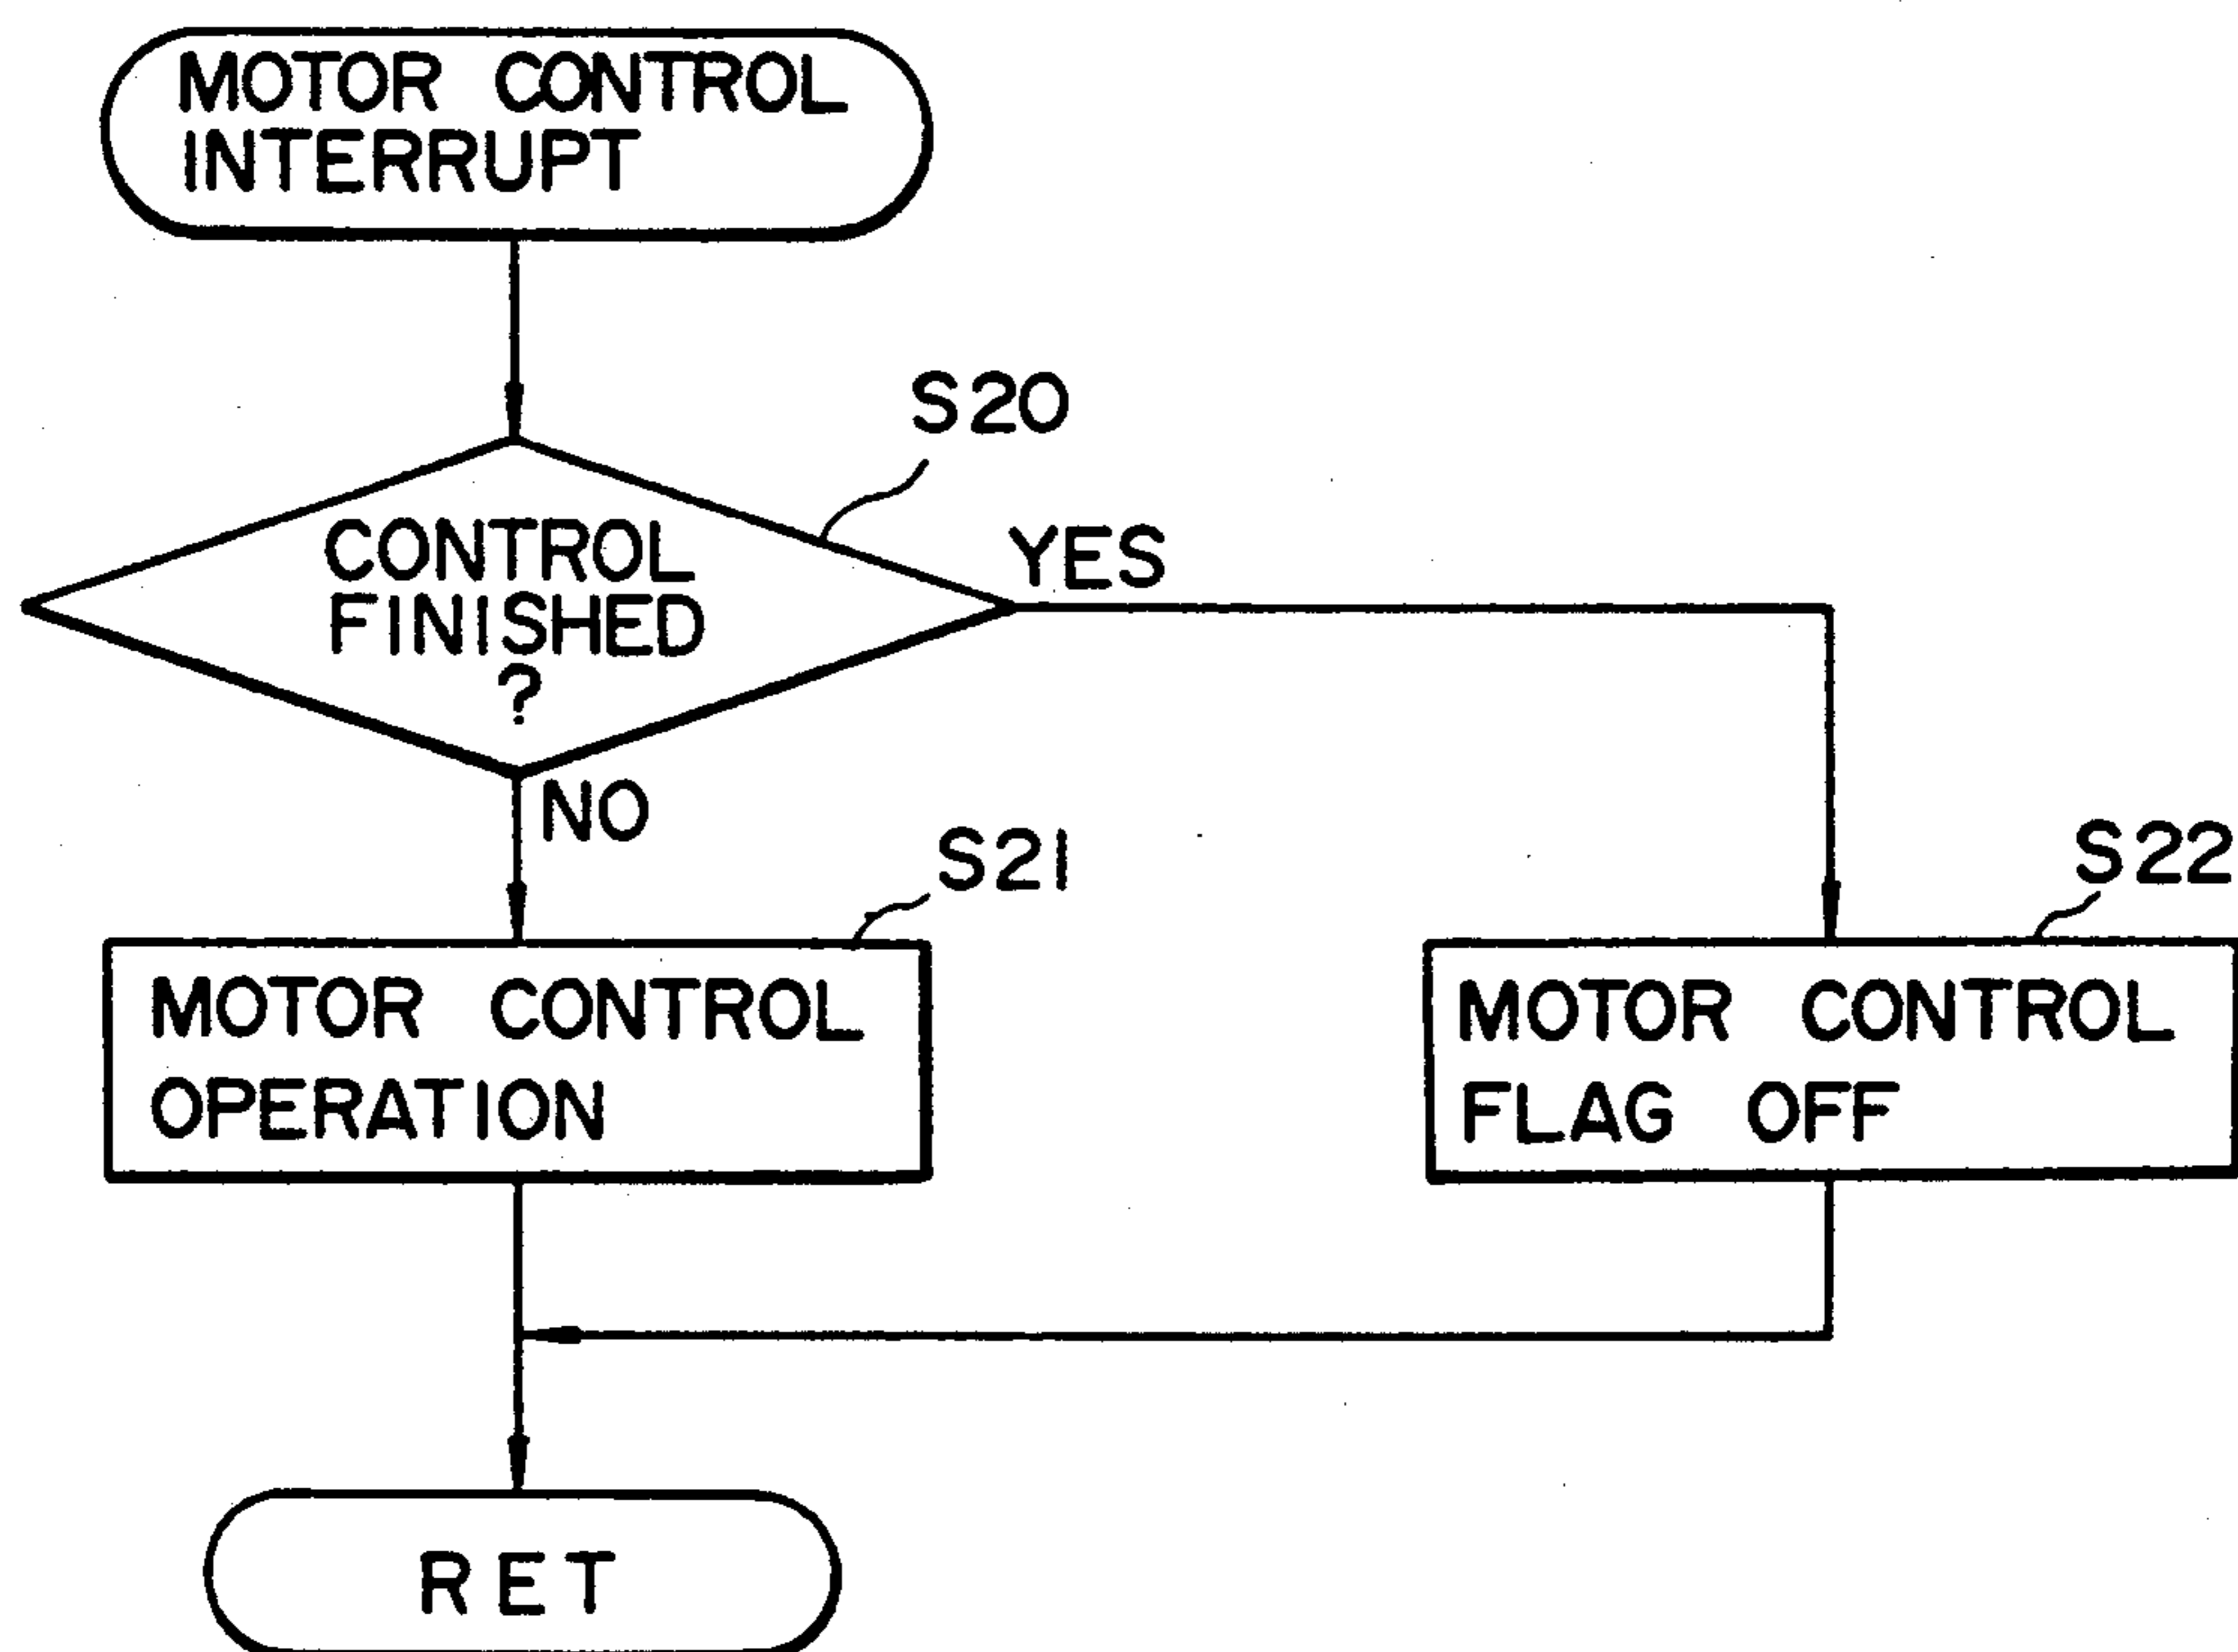 MOTOR CONTROL
INTERRUPT
S20
CONTROL
FINISHED
?
YES
NO
S21
MOTOR CONTROL
OPERATION
S22
MOTOR CONTROL
FLAG OFF
RET